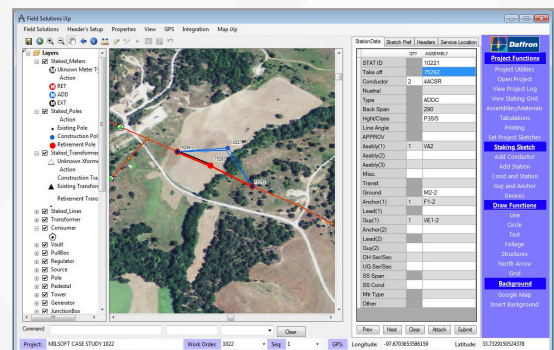 Field Solutions iXp
Field Solutions Header's Setup Properties View GPS Integration Map iXp
Layers
Staked_Meters
Uknown Meter Ty
Action
RET
ADD
EXT
Staked_Poles
Action
Existing Pole
Construction Pol
Retirement Pole
Staked_Transformer
Unknown Xforme
Action
Construction Tra
Existing Transfor
Retirement Trans
Staked_Lines
Transformer
Consumer
Vault
PullBox
Regulator
Source
Pole
Pedestal
Tower
Generator
JunctionBox
StationData Sketch Pref Headers Service Location
QTY ASSEMBLY
STAT ID 10221
Take off 75292
Conductor 2 4ACSR
Nuetral
Type ADDC
Back Span 290
Hght/Class P35/5
Line Angle
APPROV
Assbly(1) 1 VA2
Assbly(2)
Assbly(3)
Misc.
Transf
Ground M2-2
Anchor(1) 1 F1-2
Lead(1)
Guy(1) 1 VE1-2
Anchor(2)
Lead(2)
Guy(2)
OH Ser/Sec
UG Ser/Sec
SS Span
SS Cond
Mtr Type
Other
Prev Next Clear Attach Submit
Daffron
Project Functions
Project Utilities
Open Project
View Project Log
View Staking Grid
Assemblies/Materials
Tabulations
Printing
Set Project Sketches
Staking Sketch
Add Conductor
Add Station
Cond and Station
Guy and Anchor
Devices
Draw Functions
Line
Circle
Text
Foliage
Structures
North Arrow
Grid
Background
Google Map
Insert Background
Command: Clear
Project: MILSOFT CASE STUDY 1022 Work Order: 1022 Seq 1 GPS: Longitude: -97.6703653586159 Latitude: 33.7329150524378